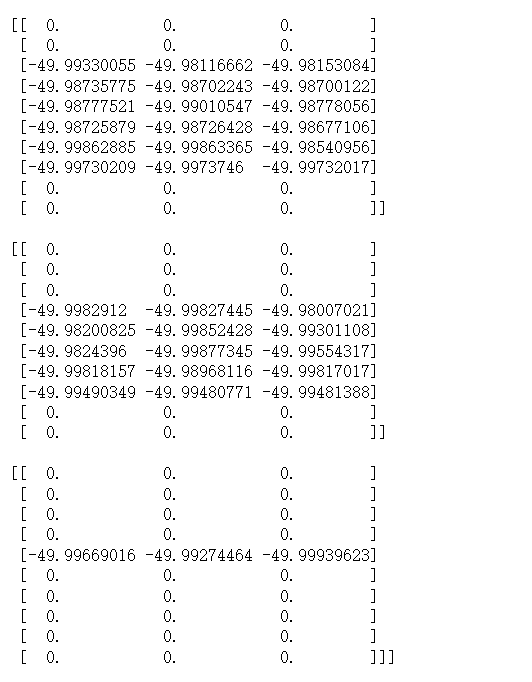 [[  0.          0.          0.        ]
 [  0.          0.          0.        ]
 [-49.99330055 -49.98116662 -49.98153084]
 [-49.98735775 -49.98702243 -49.98700122]
 [-49.98777521 -49.99010547 -49.98778056]
 [-49.98725879 -49.98726428 -49.98677106]
 [-49.99862885 -49.99863365 -49.98540956]
 [-49.99730209 -49.9973746  -49.99732017]
 [  0.          0.          0.        ]
 [  0.          0.          0.        ]]
[[  0.          0.          0.        ]
 [  0.          0.          0.        ]
 [  0.          0.          0.        ]
 [-49.9982912  -49.99827445 -49.98007021]
 [-49.98200825 -49.99852428 -49.99301108]
 [-49.9824396  -49.99877345 -49.99554317]
 [-49.99818157 -49.98968116 -49.99817017]
 [-49.99490349 -49.99480771 -49.99481388]
 [  0.          0.          0.        ]
 [  0.          0.          0.        ]]
[[  0.          0.          0.        ]
 [  0.          0.          0.        ]
 [  0.          0.          0.        ]
 [  0.          0.          0.        ]
 [-49.99669016 -49.99274464 -49.99939623]
 [  0.          0.          0.        ]
 [  0.          0.          0.        ]
 [  0.          0.          0.        ]
 [  0.          0.          0.        ]
 [  0.          0.          0.        ]]]